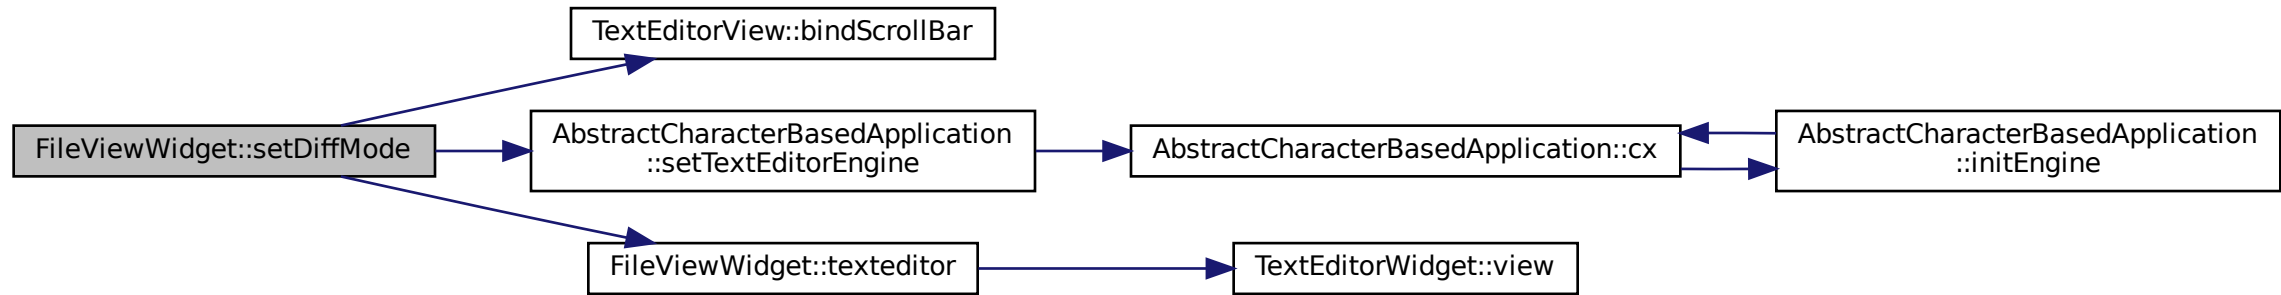 TextEditorView::bindScrollBar
FileViewWidget::setDiffMode
AbstractCharacterBasedApplication
::setTextEditorEngine
AbstractCharacterBasedApplication::cx
AbstractCharacterBasedApplication
::initEngine
FileViewWidget::texteditor
TextEditorWidget::view